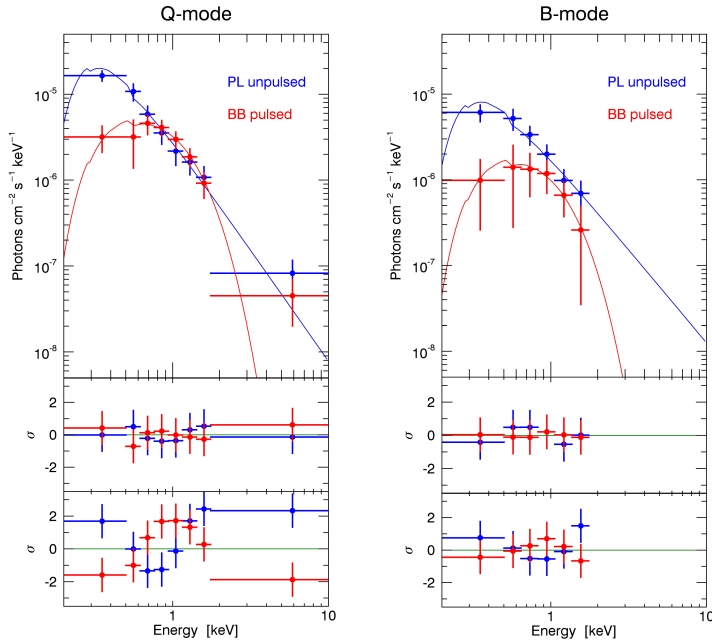 Q-mode
B-mode
PL unpulsed
BB pulsed
PL unpulsed
BB pulsed
Photons cm⁻² s⁻¹ keV⁻¹
10⁻⁵
10⁻⁶
10⁻⁷
10⁻⁸
Photons cm⁻² s⁻¹ keV⁻¹
10⁻⁵
10⁻⁶
10⁻⁷
10⁻⁸
σ
2
0
-2
σ
2
0
-2
σ
2
0
-2
σ
2
0
-2
1
10
Energy [keV]
1
10
Energy [keV]